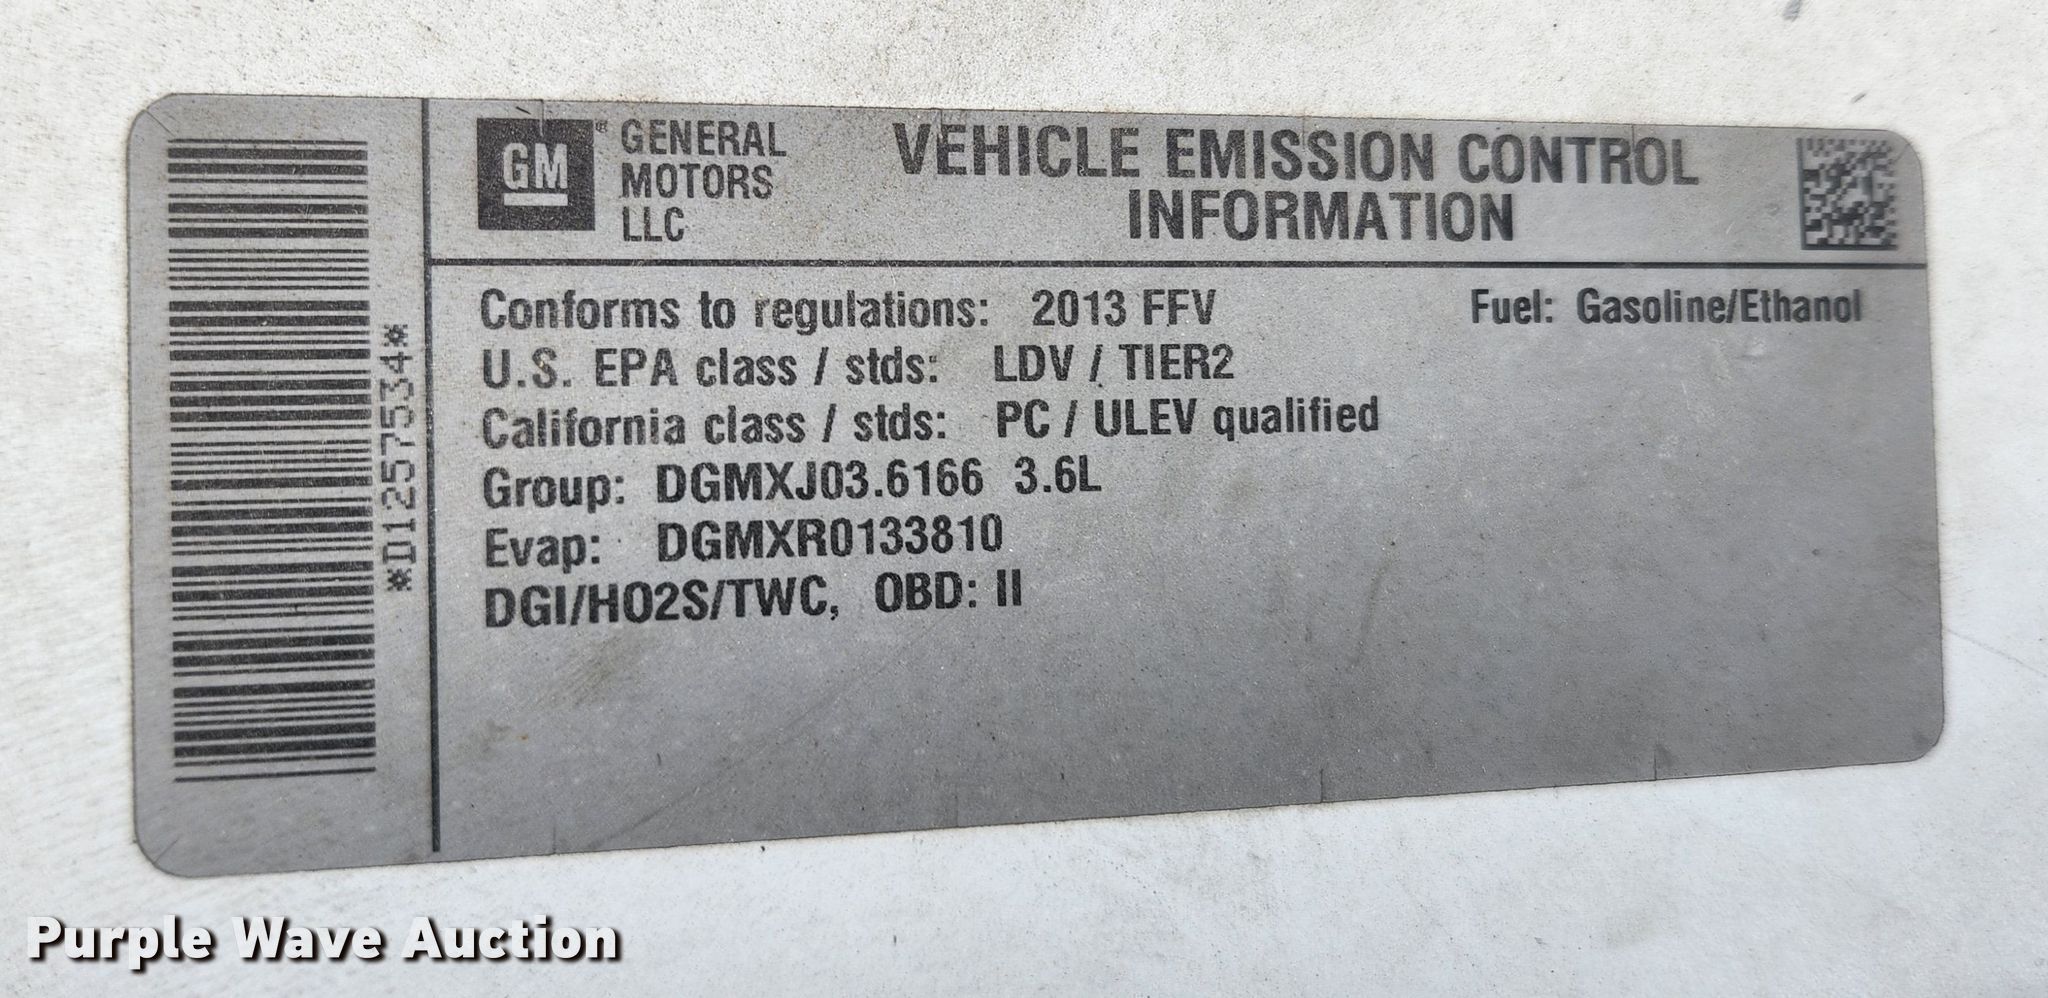 *D1257534*
GM
GENERAL
MOTORS
LLC
VEHICLE EMISSION CONTROL
INFORMATION
Conforms to regulations: 2013 FFV Fuel: Gasoline/Ethanol
U.S. EPA class / stds: LDV / TIER2
California class / stds: PC / ULEV qualified
Group: DGMXJ03.6166 3.6L
Evap: DGMXR0133810
DGI/HO2S/TWC, OBD: II
Purple Wave Auction